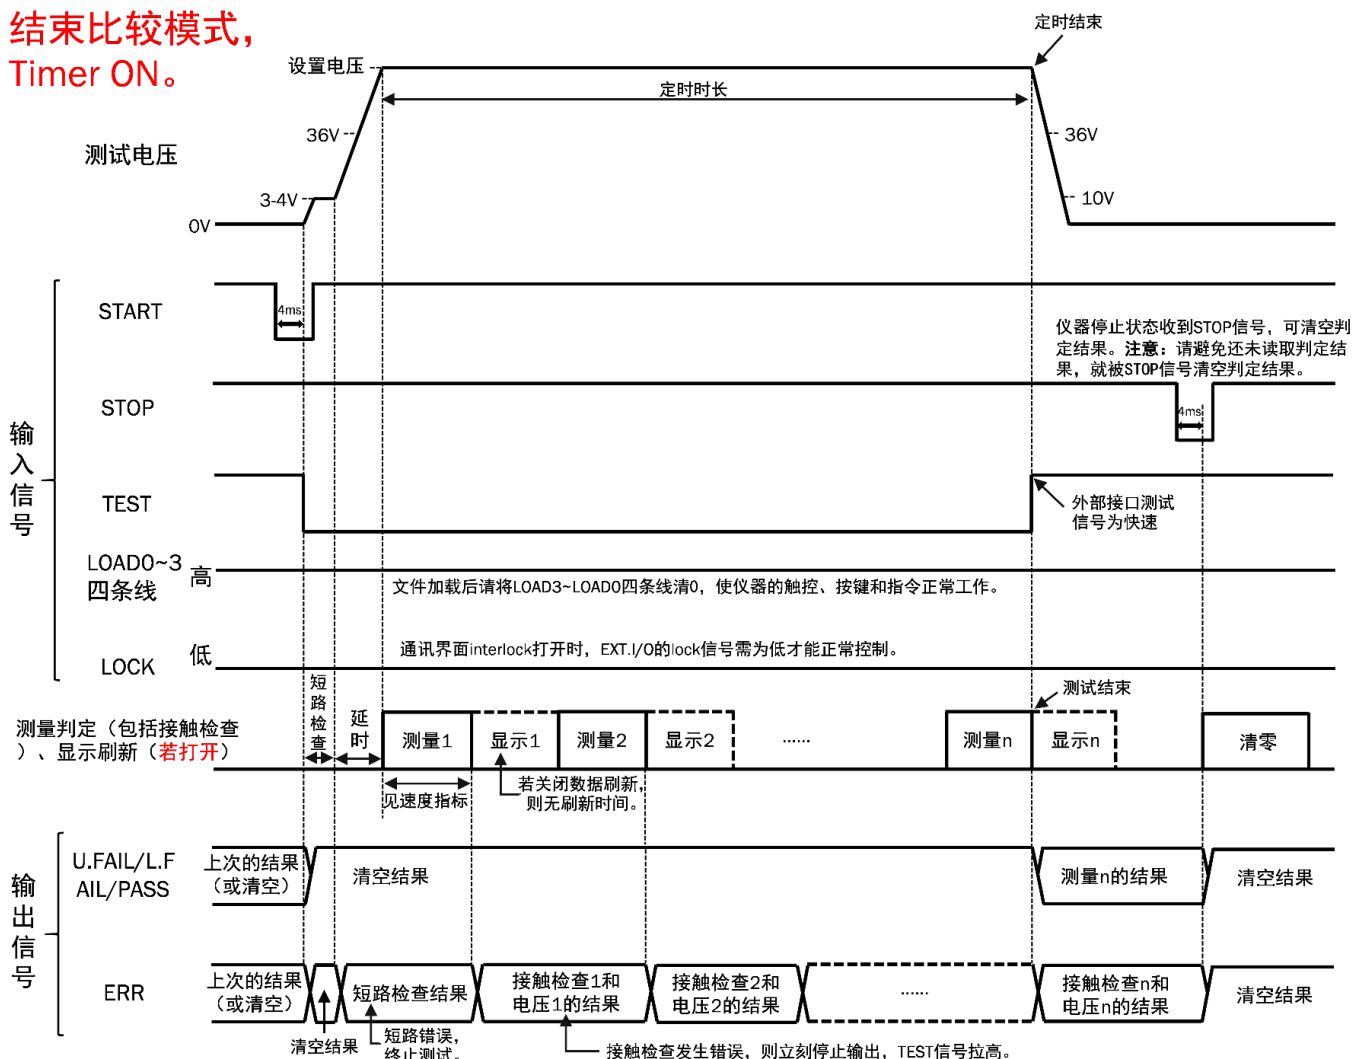 结束比较模式，
Timer ON。
定时结束
设置电压
定时时长
36V
36V
测试电压
3-4V
10V
0V
START
4ms
仪器停止状态收到STOP信号，可清空判
定结果。注意：请避免还未读取判定结
果，就被STOP信号清空判定结果。
STOP
4ms
输入信号
TEST
外部接口测试
信号为快速
LOAD0~3
四条线
高
文件加载后请将LOAD3~LOAD0四条线清0，使仪器的触控、按键和指令正常工作。
LOCK
低
通讯界面interlock打开时，EXT.I/O的lock信号需为低才能正常控制。
短路检查
延时
测试结束
测量判定（包括接触检查
）、显示刷新（若打开）
测量1
显示1
测量2
显示2
······
测量n
显示n
清零
见速度指标
若关闭数据刷新，
则无刷新时间。
输出信号
U.FAIL/L.F
AIL/PASS
上次的结果
（或清空）
清空结果
测量n的结果
清空结果
ERR
上次的结果
（或清空）
短路检查结果
接触检查1和
电压1的结果
接触检查2和
电压2的结果
······
接触检查n和
电压n的结果
清空结果
清空结果
短路错误，
终止测试。
接触检查发生错误，则立刻停止输出，TEST信号拉高。